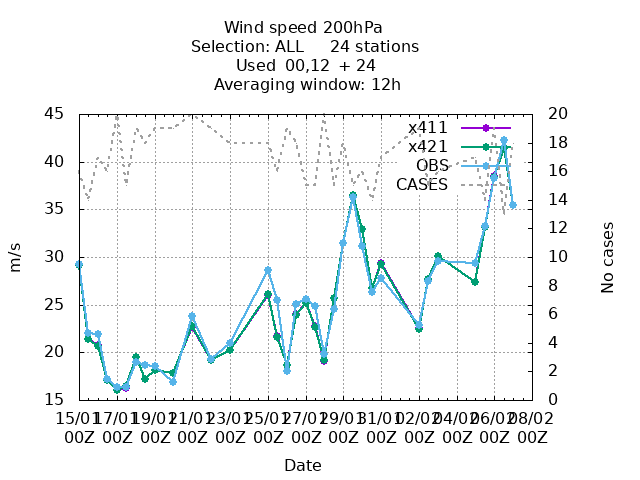 Wind speed 200hPa
Selection: ALL 24 stations
Used 00,12 + 24
Averaging window: 12h
45
40
35
30
25
20
15
20
18
16
14
12
10
8
6
4
2
0
x411
x421
OBS
CASES
m/s
No cases
15/01 17/01 19/01 21/01 23/01 25/01 27/01 29/01 31/01 02/02 04/02 06/02 08/02
00Z 00Z 00Z 00Z 00Z 00Z 00Z 00Z 00Z 00Z 00Z 00Z 00Z
Date